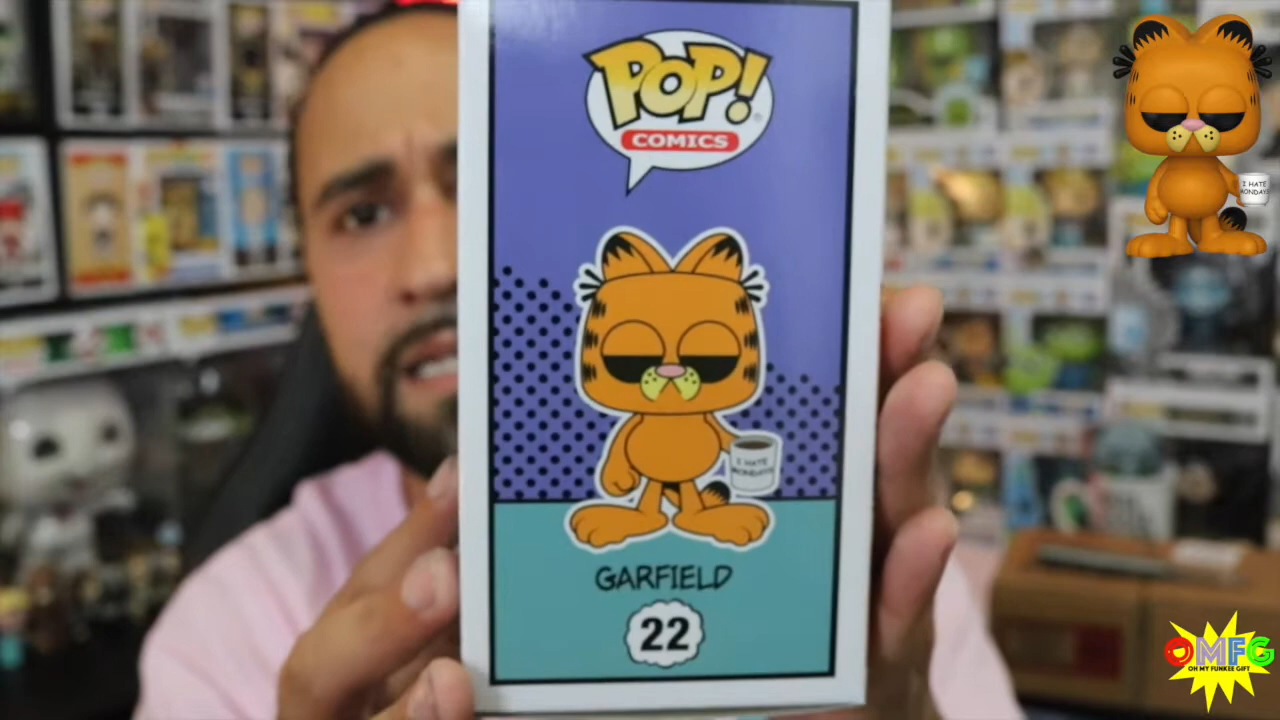 POP!
COMICS
I HATE
MONDAYS
GARFIELD
22
I HATE
MONDAYS
OMFG
OH MY FUNKEE GIFT